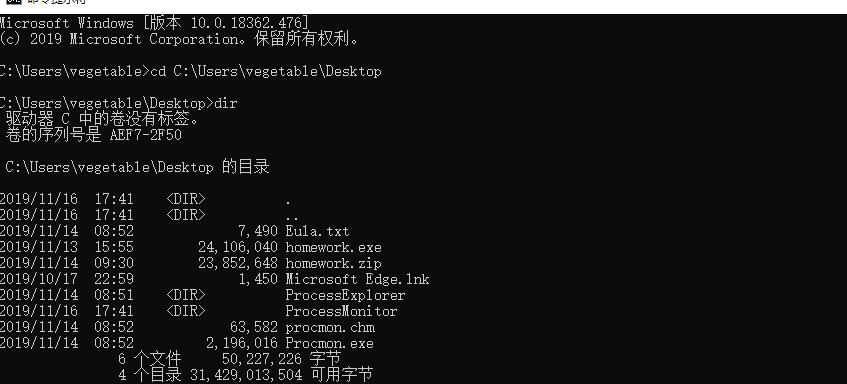 Microsoft Windows [版本 10.0.18362.476]
(c) 2019 Microsoft Corporation。保留所有权利。
C:\Users\vegetable>cd C:\Users\vegetable\Desktop
C:\Users\vegetable\Desktop>dir
驱动器 C 中的卷没有标签。
卷的序列号是 AEF7-2F50
C:\Users\vegetable\Desktop 的目录
2019/11/16  17:41    <DIR>          .
2019/11/16  17:41    <DIR>          ..
2019/11/14  08:52             7,490 Eula.txt
2019/11/13  15:55        24,106,040 homework.exe
2019/11/14  09:30        23,852,648 homework.zip
2019/10/17  22:59             1,450 Microsoft Edge.lnk
2019/11/14  08:51    <DIR>          ProcessExplorer
2019/11/16  17:41    <DIR>          ProcessMonitor
2019/11/14  08:52            63,582 procmon.chm
2019/11/14  08:52         2,196,016 Procmon.exe
6 个文件     50,227,226 字节
4 个目录 31,429,013,504 可用字节